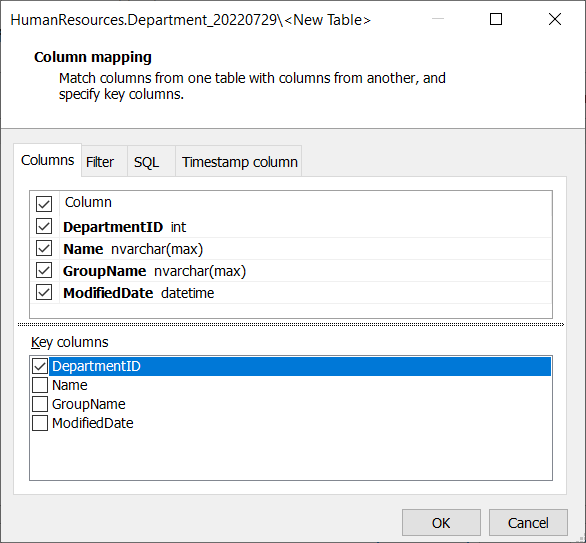 HumanResources.Department_20220729\<New Table>
Column mapping
Match columns from one table with columns from another, and
specify key columns.
Columns Filter SQL Timestamp column
Column
DepartmentID int
Name nvarchar(max)
GroupName nvarchar(max)
ModifiedDate datetime
Key columns
DepartmentID
Name
GroupName
ModifiedDate
OK Cancel